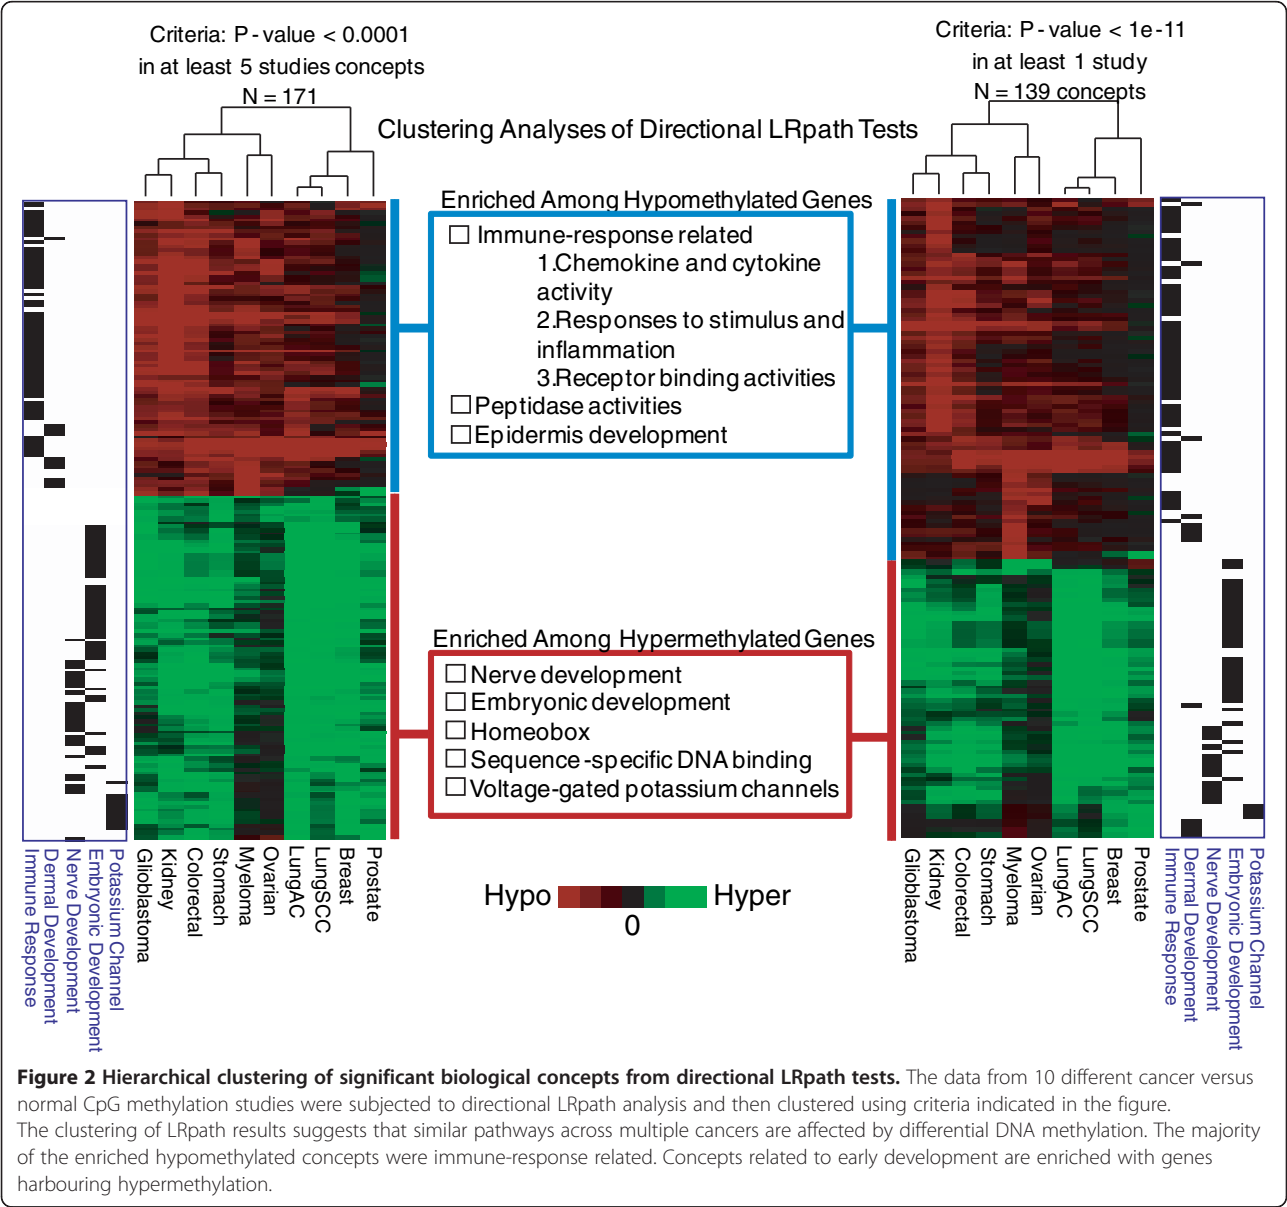 Criteria: P-value < 0.0001
in at least 5 studies concepts
N = 171
Criteria: P-value < 1e-11
in at least 1 study
N = 139 concepts
Clustering Analyses of Directional LRpath Tests
Enriched Among Hypomethylated Genes
Immune-response related
1.Chemokine and cytokine
activity
2.Responses to stimulus and
inflammation
3.Receptor binding activities
Peptidase activities
Epidermis development
Enriched Among Hypermethylated Genes
Nerve development
Embryonic development
Homeobox
Sequence-specific DNA binding
Voltage-gated potassium channels
Hypo
Hyper
0
Immune Response
Dermal Development
Nerve Development
Embryonic Development
Potassium Channel
Glioblastoma
Kidney
Colorectal
Stomach
Myeloma
Ovarian
LungAC
LungSCC
Breast
Prostate
Glioblastoma
Kidney
Colorectal
Stomach
Myeloma
Ovarian
LungAC
LungSCC
Breast
Prostate
Immune Response
Dermal Development
Nerve Development
Embryonic Development
Potassium Channel
Figure 2 Hierarchical clustering of significant biological concepts from directional LRpath tests. The data from 10 different cancer versus
normal CpG methylation studies were subjected to directional LRpath analysis and then clustered using criteria indicated in the figure.
The clustering of LRpath results suggests that similar pathways across multiple cancers are affected by differential DNA methylation. The majority
of the enriched hypomethylated concepts were immune-response related. Concepts related to early development are enriched with genes
harbouring hypermethylation.